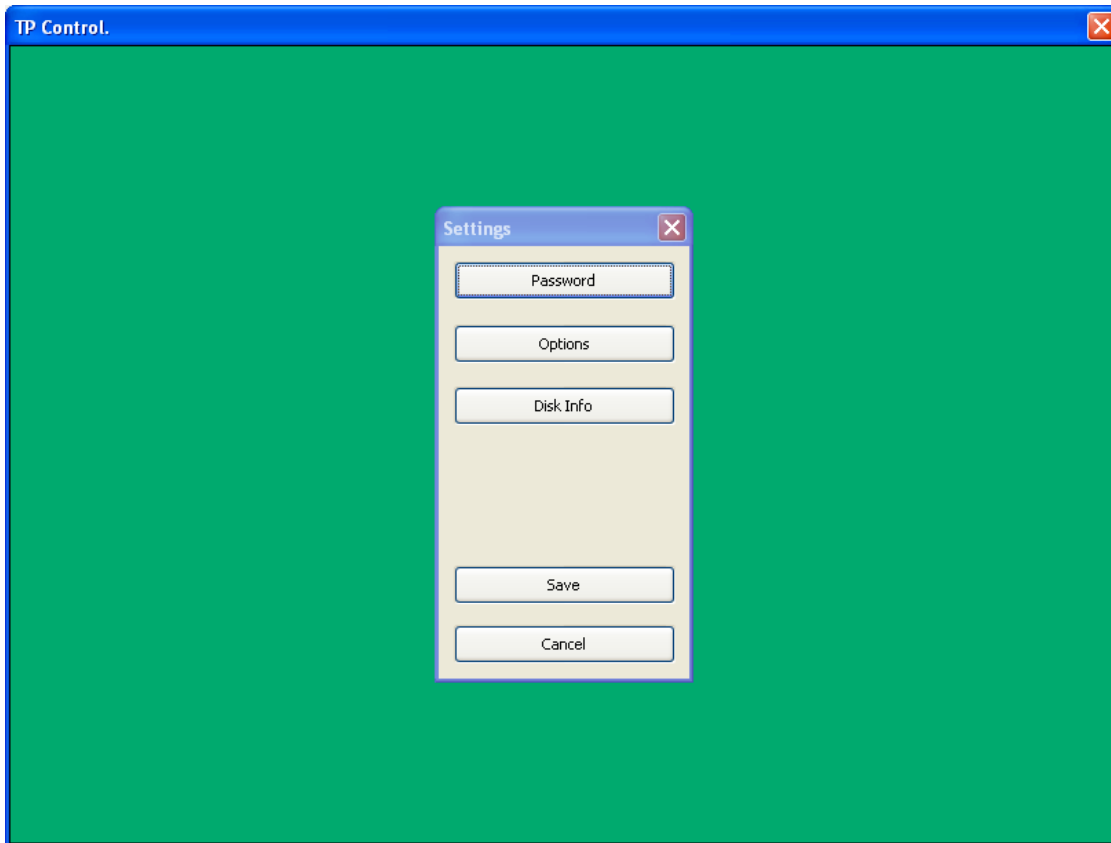 TP Control.
Settings
Password
Options
Disk Info
Save
Cancel